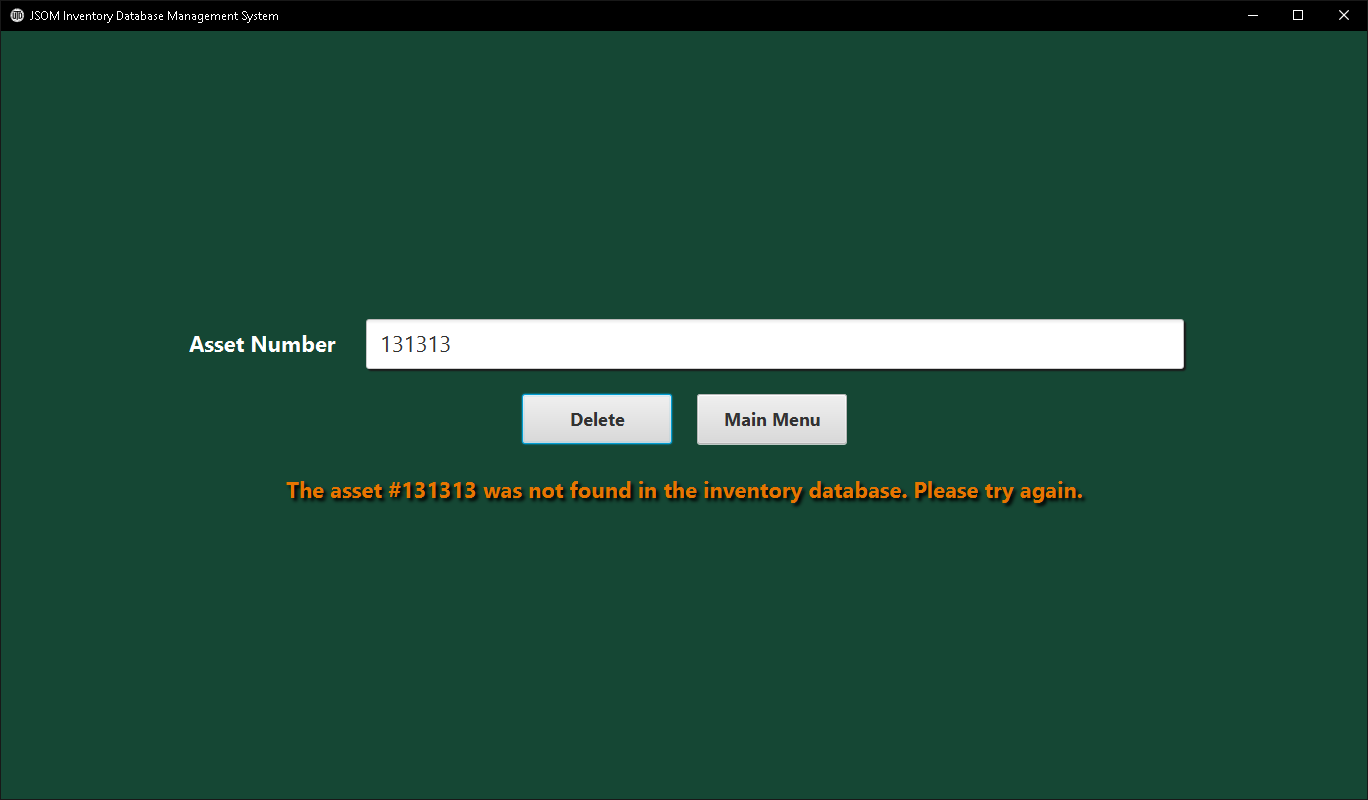 JSOM Inventory Database Management System
Asset Number 131313
Delete Main Menu
The asset #131313 was not found in the inventory database. Please try again.